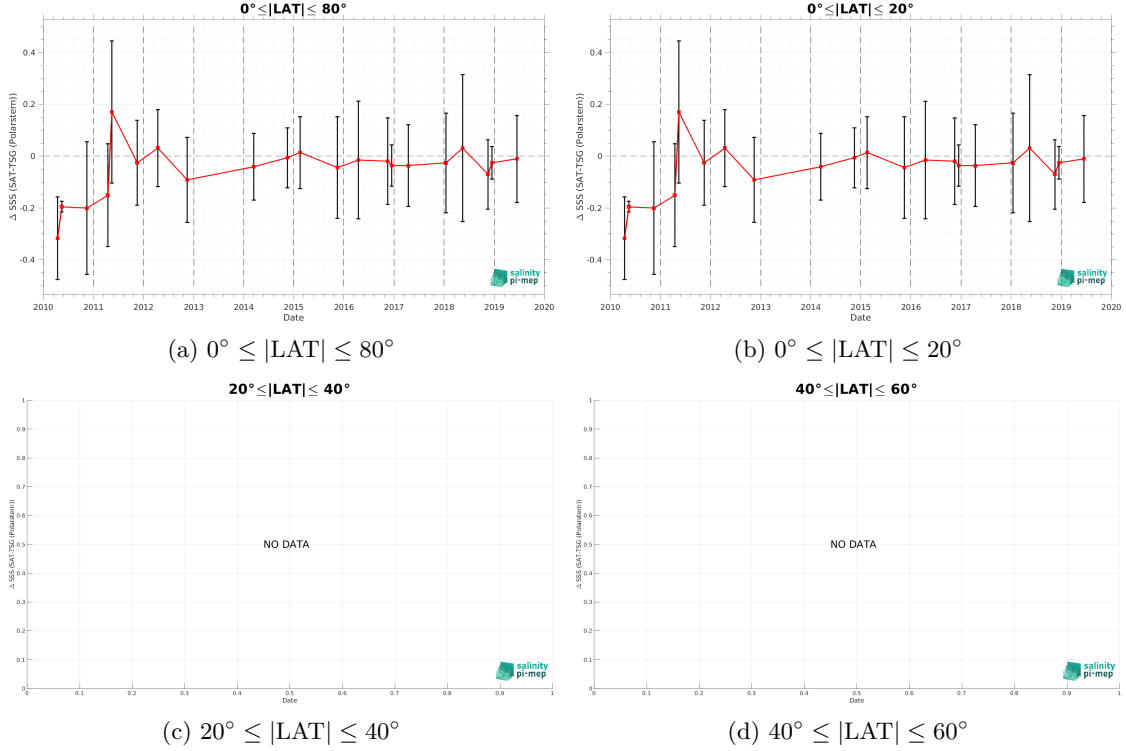 0°≤|LAT|≤ 80°
Δ SSS (SAT-TSG (Polarstern))
0.4
0.2
0
-0.2
-0.4
2010 2011 2012 2013 2014 2015 2016 2017 2018 2019 2020
Date
salinity
pi-mep
(a) 0° ≤ |LAT| ≤ 80°
0°≤|LAT|≤ 20°
Δ SSS (SAT-TSG (Polarstern))
0.4
0.2
0
-0.2
-0.4
2010 2011 2012 2013 2014 2015 2016 2017 2018 2019 2020
Date
salinity
pi-mep
(b) 0° ≤ |LAT| ≤ 20°
20°≤|LAT|≤ 40°
Δ SSS (SAT-TSG (Polarstern))
1
0.9
0.8
0.7
0.6
0.5
0.4
0.3
0.2
0.1
0
NO DATA
0 0.1 0.2 0.3 0.4 0.5 0.6 0.7 0.8 0.9 1
Date
salinity
pi-mep
(c) 20° ≤ |LAT| ≤ 40°
40°≤|LAT|≤ 60°
Δ SSS (SAT-TSG (Polarstern))
1
0.9
0.8
0.7
0.6
0.5
0.4
0.3
0.2
0.1
0
NO DATA
0 0.1 0.2 0.3 0.4 0.5 0.6 0.7 0.8 0.9 1
Date
salinity
pi-mep
(d) 40° ≤ |LAT| ≤ 60°